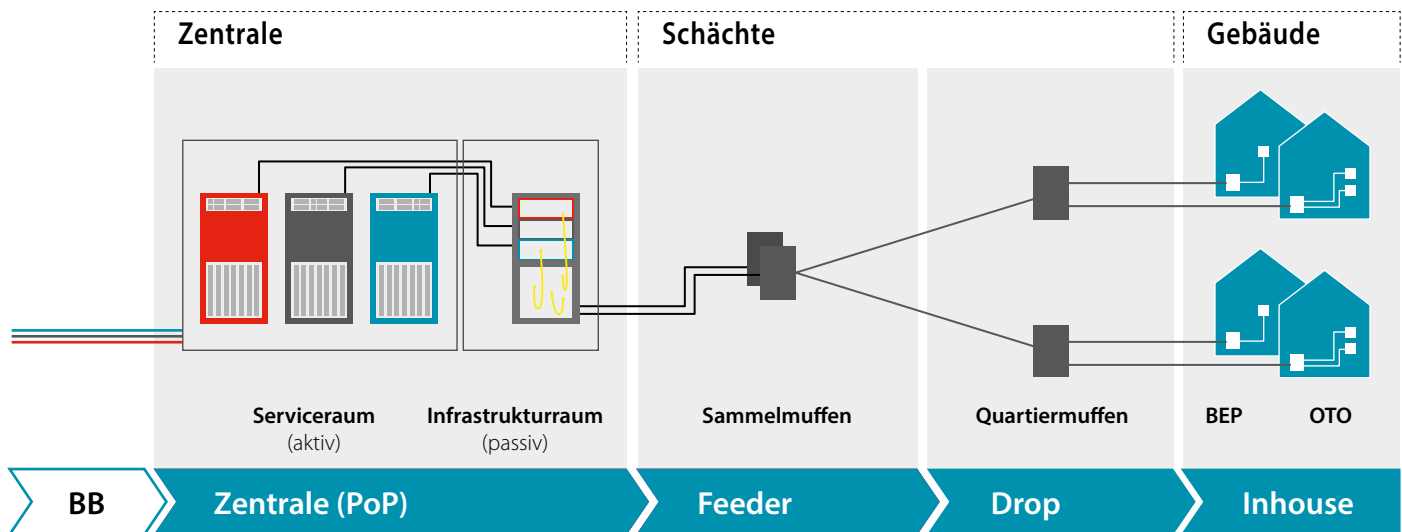 Zentrale
Schächte
Gebäude
Serviceraum
(aktiv)
Infrastrukturraum
(passiv)
Sammelmuffen
Quartiermuffen
BEP
OTO
BB
Zentrale (PoP)
Feeder
Drop
Inhouse